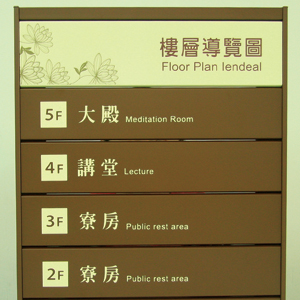 樓層導覽圖
Floor Plan lendeal
5F 大殿 Meditation Room
4F 講堂 Lecture
3F 寮房 Public rest area
2F 寮房 Public rest area